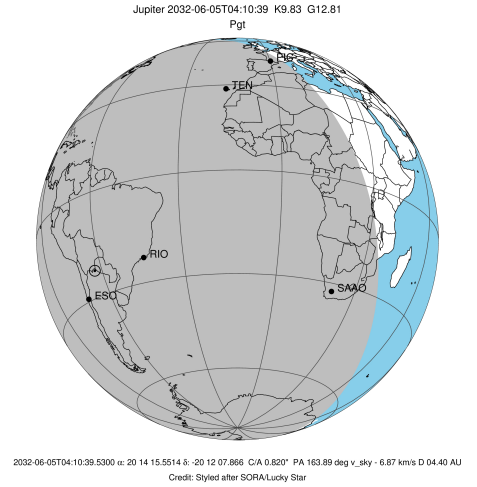 Jupiter 2032-06-05T04:10:39 K9.83 G12.81
Pgt
PIC
TEN
RIO
ESO
SAAO
2032-06-05T04:10:39.5300 α: 20 14 15.5514 δ: -20 12 07.866 C/A 0.820" PA 163.89 deg v_sky - 6.87 km/s D 04.40 AU
Credit: Styled after SORA/Lucky Star